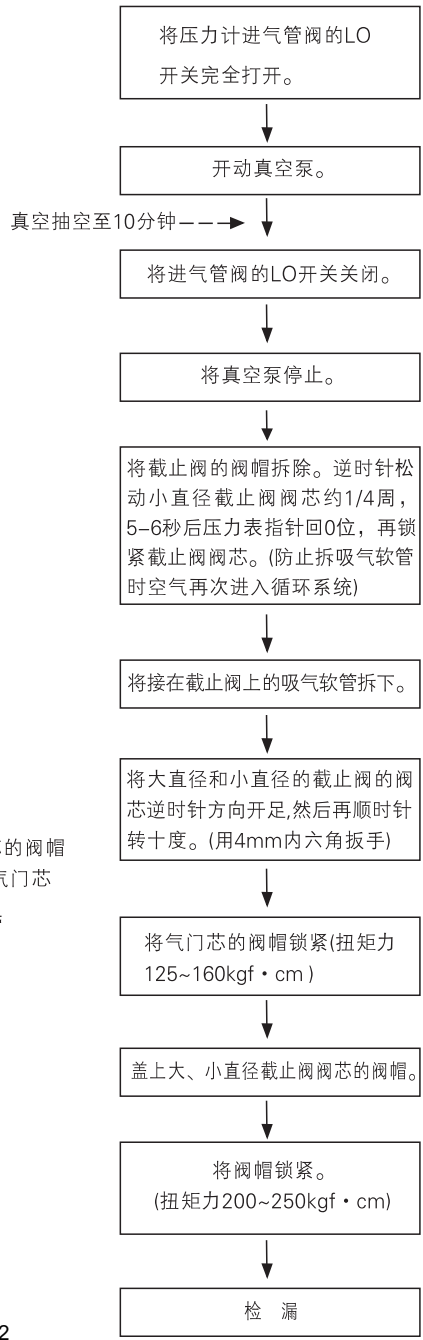 将压力计进气管阀的LO
开关完全打开。
开动真空泵。
真空抽空至10分钟
将进气管阀的LO开关关闭。
将真空泵停止。
将截止阀的阀帽拆除。逆时针松
动小直径截止阀阀芯约1/4周，
5–6秒后压力表指针回0位，再锁
紧截止阀阀芯。(防止拆吸气软管
时空气再次进入循环系统)
将接在截止阀上的吸气软管拆下。
将大直径和小直径的截止阀的阀
芯逆时针方向开足,然后再顺时针
转十度。(用4mm内六角扳手)
的阀帽
气门芯
将气门芯的阀帽锁紧(扭矩力
125~160kgf·cm)
盖上大、小直径截止阀阀芯的阀帽。
将阀帽锁紧。
(扭矩力200~250kgf·cm)
检 漏
2